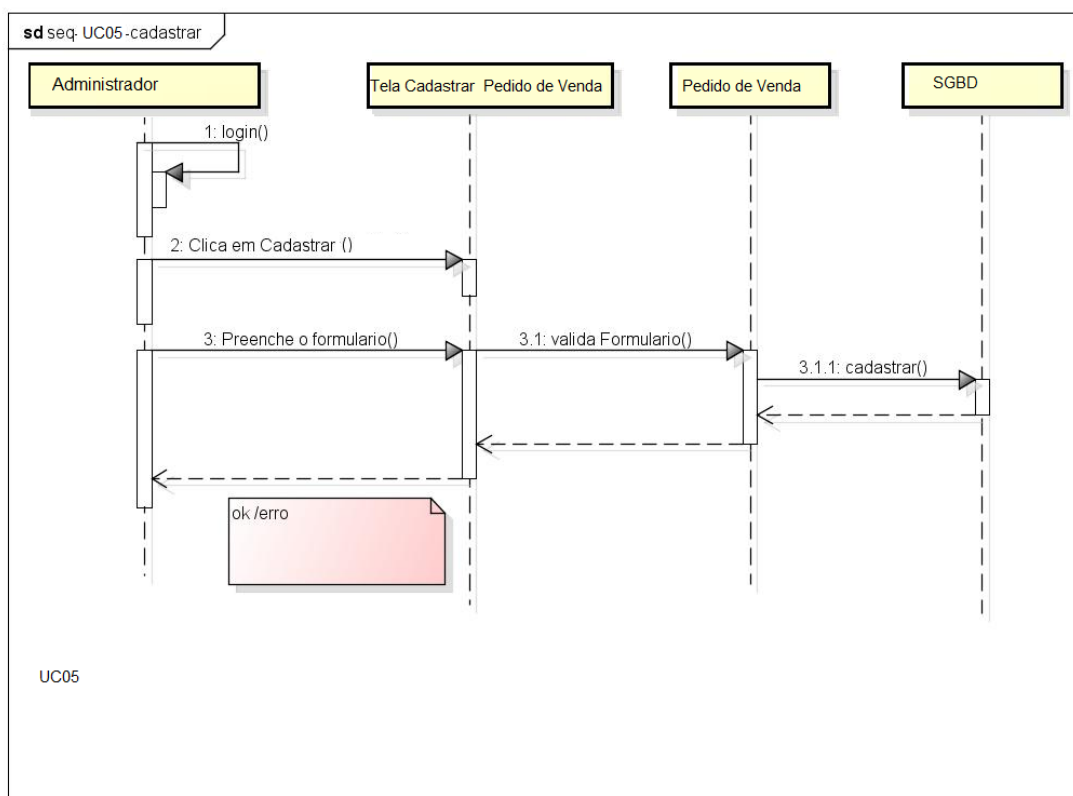 sd seq- UC05-cadastrar
Administrador
Tela Cadastrar Pedido de Venda
Pedido de Venda
SGBD
1: login()
2: Clica em Cadastrar ()
3: Preenche o formulario()
3.1: valida Formulario()
3.1.1: cadastrar()
ok /erro
UC05